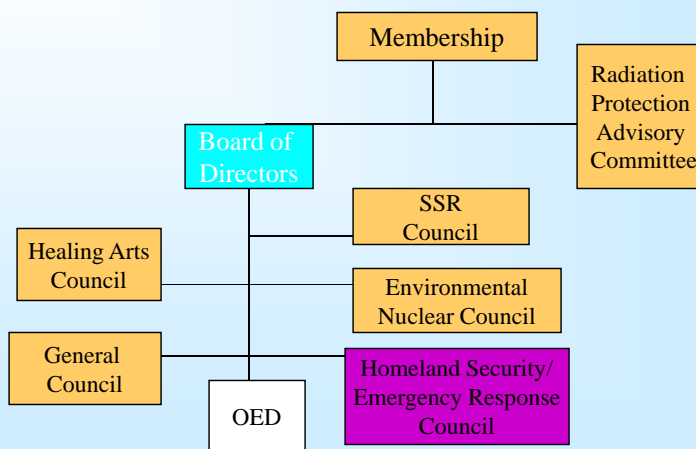 Membership
Radiation
Protection
Advisory
Committee
Board of
Directors
SSR
Council
Healing Arts
Council
Environmental
Nuclear Council
General
Council
Homeland Security/
Emergency Response
Council
OED